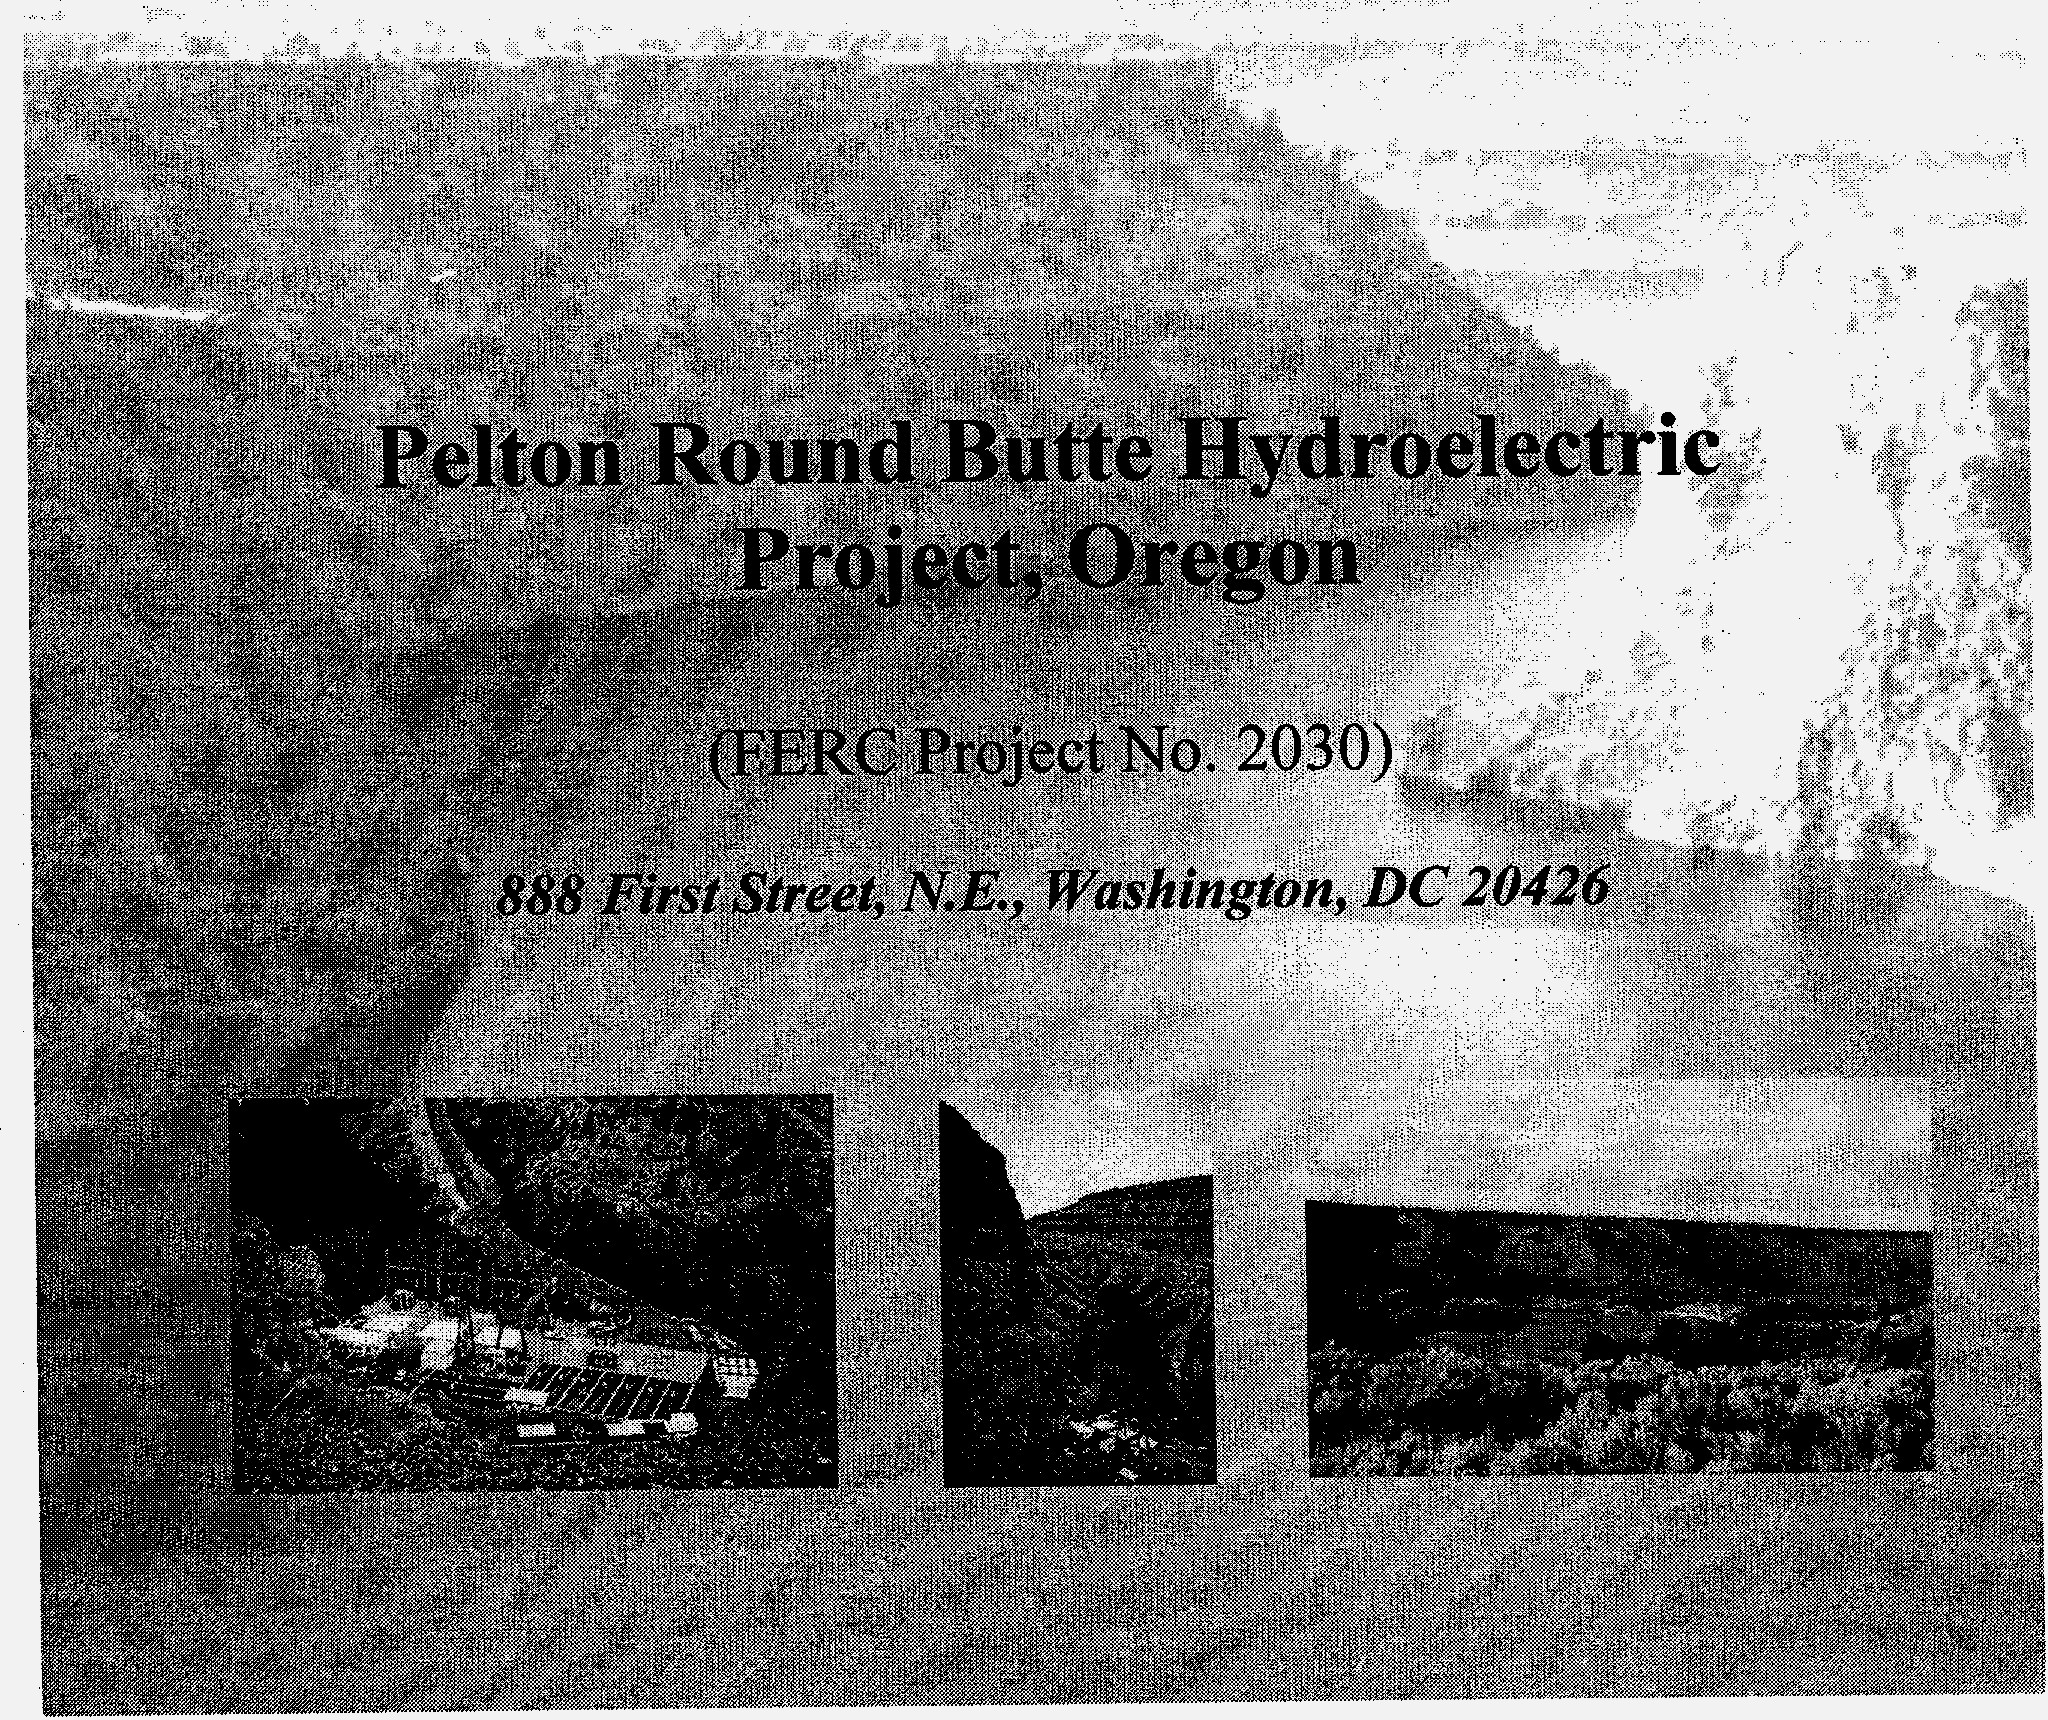 Pelton Round Butte Hydroelectric
Project, Oregon
(FERC Project No. 2030)
888 First Street, N.E., Washington, DC 20426